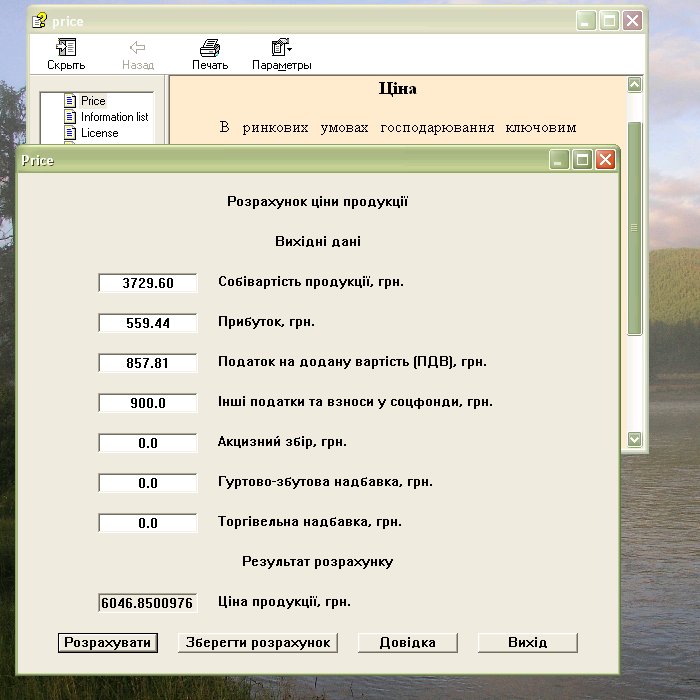 price
Скрыть
Назад
Печать
Параметры
Price
Information list
License
Ціна
В ринкових умовах господарювання ключовим
Price
Розрахунок ціни продукції
Вихідні дані
3729.60 Собівартість продукції, грн.
559.44 Прибуток, грн.
857.81 Податок на додану вартість (ПДВ), грн.
900.0 Інші податки та взноси у соцфонди, грн.
0.0 Акцизний збір, грн.
0.0 Гуртово-збутова надбавка, грн.
0.0 Торгівельна надбавка, грн.
Результат розрахунку
6046.8500976 Ціна продукції, грн.
Розрахувати
Зберегти розрахунок
Довідка
Вихід